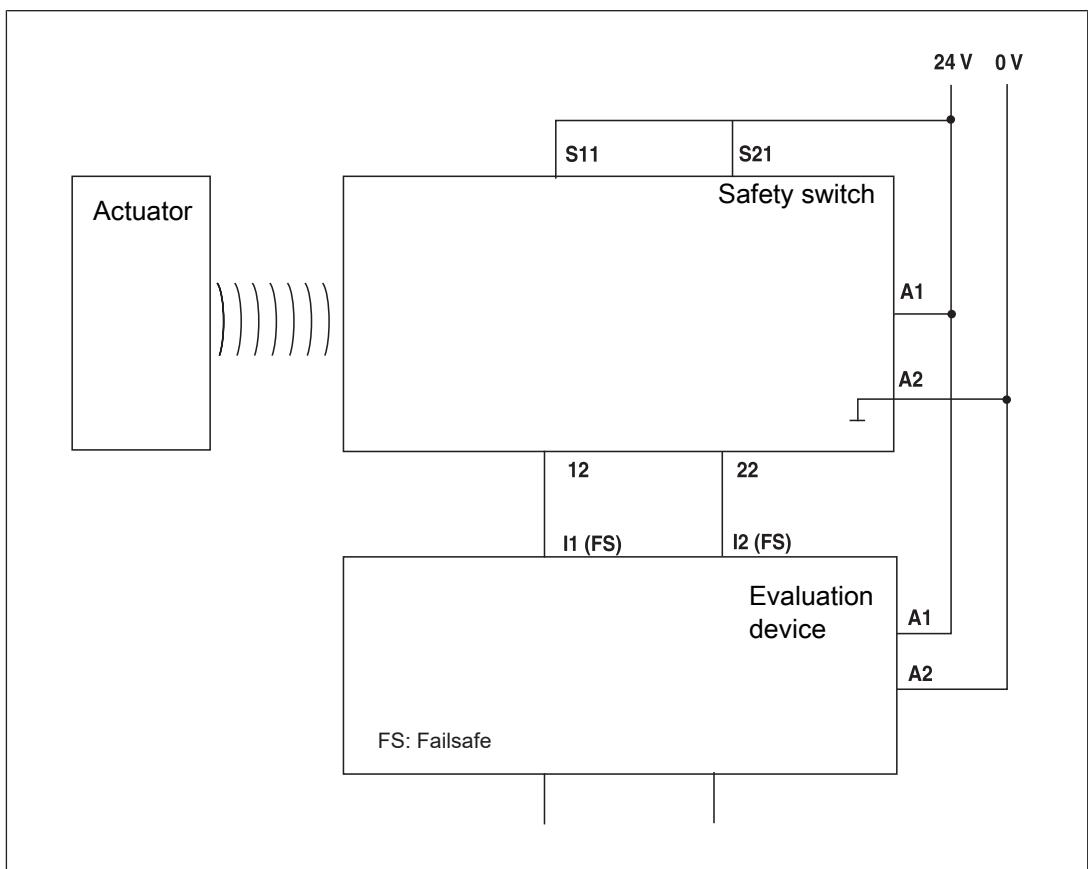 24 V 0 V
S11 S21
Safety switch
Actuator
A1
A2
12 22
I1 (FS) I2 (FS)
Evaluation
device
A1
A2
FS: Failsafe